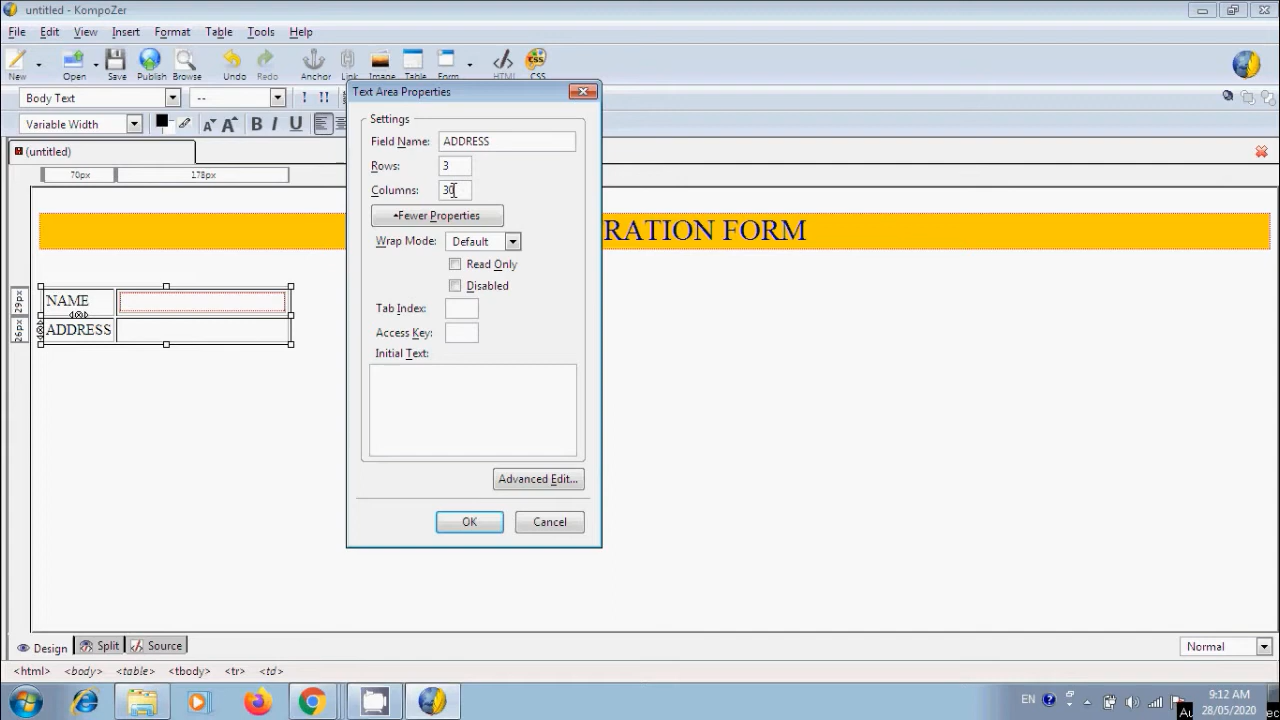 untitled - KompoZer
File Edit View Insert Format Table Tools Help
New Open Save Publish Browse Undo Redo Anchor Link Image Table Form HTML CSS
Body Text --
Variable Width B I U
(untitled)
70px 178px
Text Area Properties
Settings
Field Name: ADDRESS
Rows: 3
Columns: 30
Fewer Properties
Wrap Mode: Default
Read Only
Disabled
Tab Index:
Access Key:
Initial Text:
Advanced Edit...
OK Cancel
RATION FORM
29px NAME
26px ADDRESS
Design Split Source Normal
<html> <body> <table> <tbody> <tr> <td>
EN 9:12 AM
28/05/2020